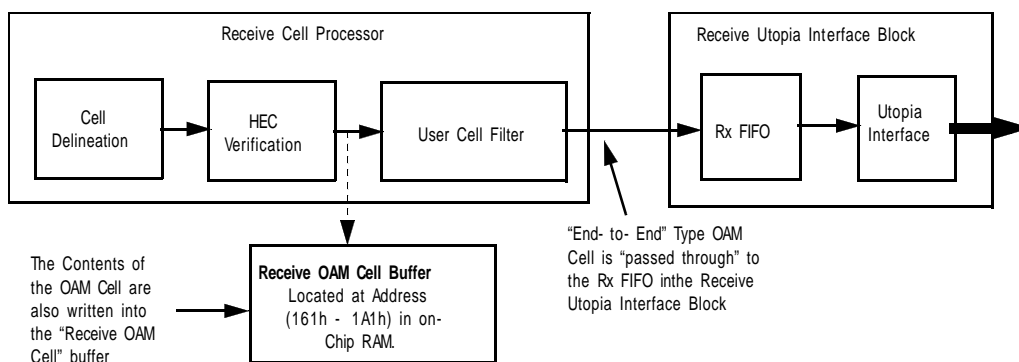 Receive Cell Processor
Receive Utopia Interface Block
Cell
Delineation
HEC
Verification
User Cell Filter
Rx FIFO
Utopia
Interface
“End- to- End” Type OAM
Cell is “passed through” to
the Rx FIFO inthe Receive
Utopia Interface Block
The Contents of
the OAM Cell are
also written into
the “Receive OAM
Cell” buffer
Receive OAM Cell Buffer
Located at Address
(161h - 1A1h) in on-
Chip RAM.